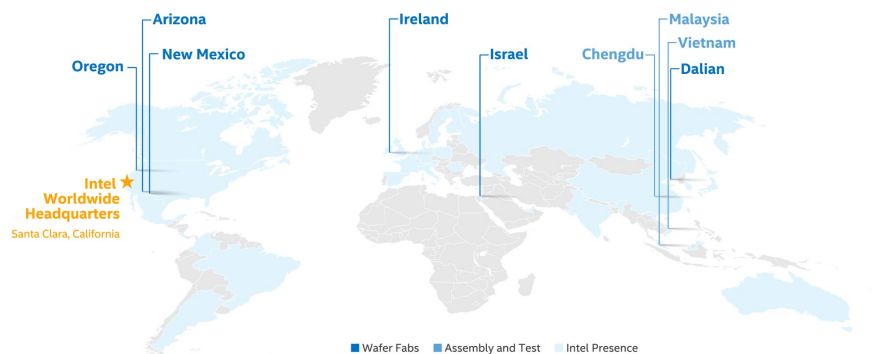 Arizona
Ireland
Malaysia
Vietnam
Oregon
New Mexico
Israel
Chengdu
Dalian
Intel
Worldwide
Headquarters
Santa Clara, California
Wafer Fabs
Assembly and Test
Intel Presence